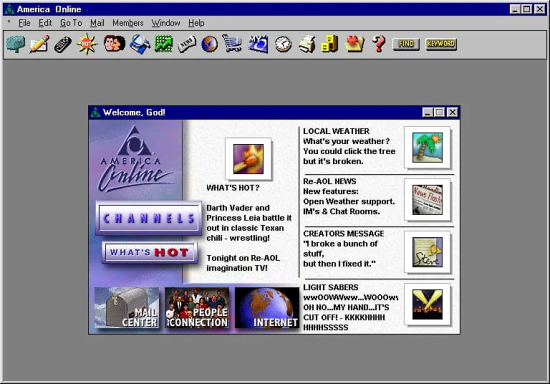 America Online
File Edit Go To Mail Members Window Help
FIND KEYWORD
Welcome, God!
AMERICA
Online
CHANNELS
WHAT'S HOT
MAIL
CENTER
PEOPLE
CONNECTION
INTERNET
WHAT'S HOT?
Darth Vader and
Princess Leia battle it
out in classic Texan
chili - wrestling!
Tonight on Re-AOL
imagination TV!
LOCAL WEATHER
What's your weather?
You could click the tree
but it's broken.
Re-AOL NEWS
New features:
Open Weather support.
IM's & Chat Rooms.
CREATORS MESSAGE
"I broke a bunch of
stuff,
but then I fixed it."
Steve
LIGHT SABERS
wwOOWWww...WOOOw
OH NO...MY HAND...IT'S
CUT OFF! - KKKKHHHH
HHHHSSSSS